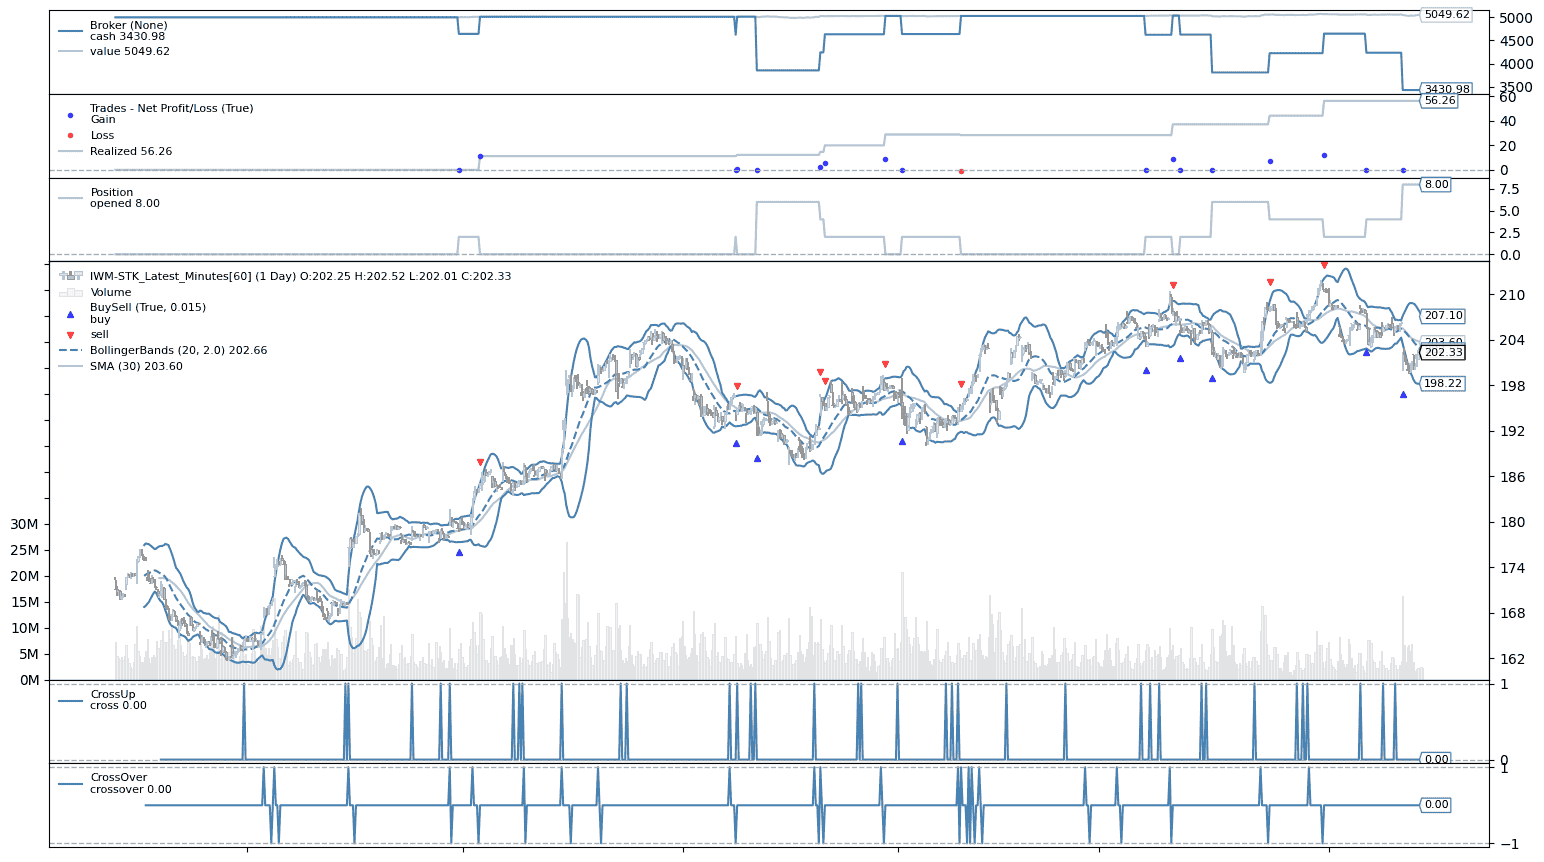 Broker (None)
cash 3430.98
value 5049.62
5049.62
5000
4500
4000
3500
3430.98
Trades - Net Profit/Loss (True)
Gain
Loss
Realized 56.26
60
56.26
40
20
0
Position
opened 8.00
8.00
7.5
5.0
2.5
0.0
IWM-STK_Latest_Minutes[60] (1 Day) O:202.25 H:202.52 L:202.01 C:202.33
Volume
BuySell (True, 0.015)
buy
sell
BollingerBands (20, 2.0) 202.66
SMA (30) 203.60
210
207.10
204
203.60
202.33
198.22
198
192
186
180
174
168
162
30M
25M
20M
15M
10M
5M
0M
CrossUp
cross 0.00
1
0.00
0
CrossOver
crossover 0.00
1
0.00
−1